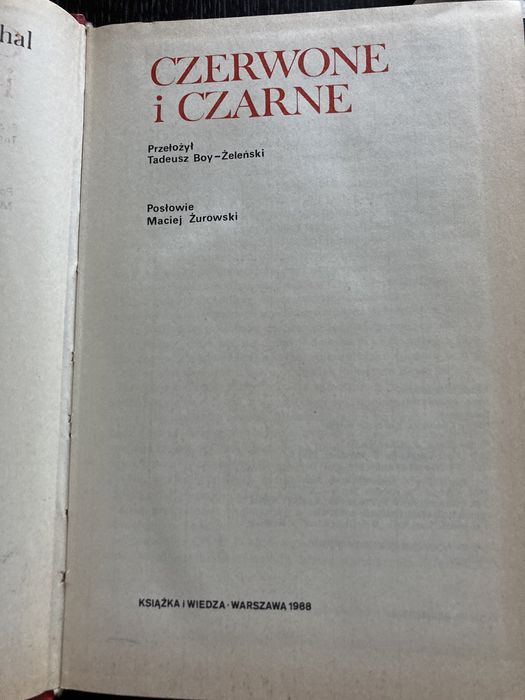 hal
CZERWONE
i CZARNE
Przełożył
Tadeusz Boy-Żeleński
Posłowie
Maciej Żurowski
KSIĄŻKA i WIEDZA · WARSZAWA 1988